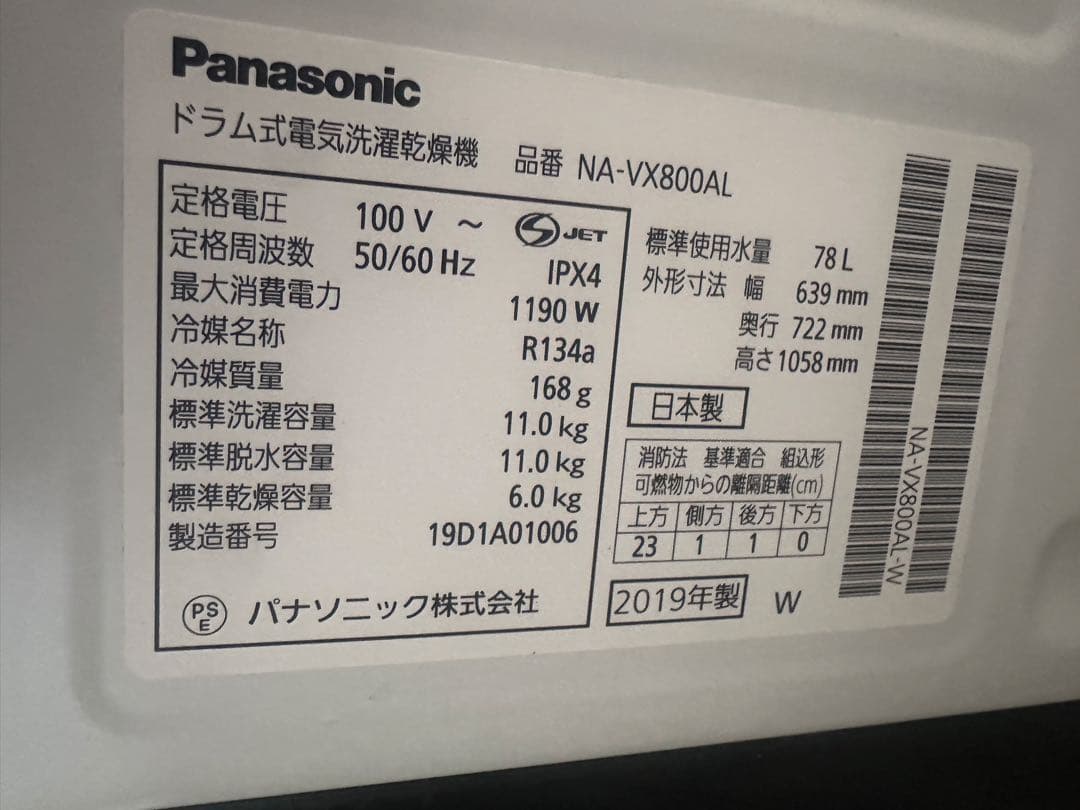 Panasonic
ドラム式電気洗濯乾燥機 品番 NA-VX800AL
定格電圧 100 V ~ S JET
定格周波数 50/60 Hz IPX4
最大消費電力 1190 W
冷媒名称 R134a
冷媒質量 168 g
標準洗濯容量 11.0 kg
標準脱水容量 11.0 kg
標準乾燥容量 6.0 kg
製造番号 19D1A01006
PS E パナソニック株式会社
標準使用水量 78 L
外形寸法 幅 639 mm
奥行 722 mm
高さ 1058 mm
日本製
消防法 基準適合 組込形
可燃物からの離隔距離(cm)
上方 側方 後方 下方
23 1 1 0
2019年製 W
NA-VX800AL-W